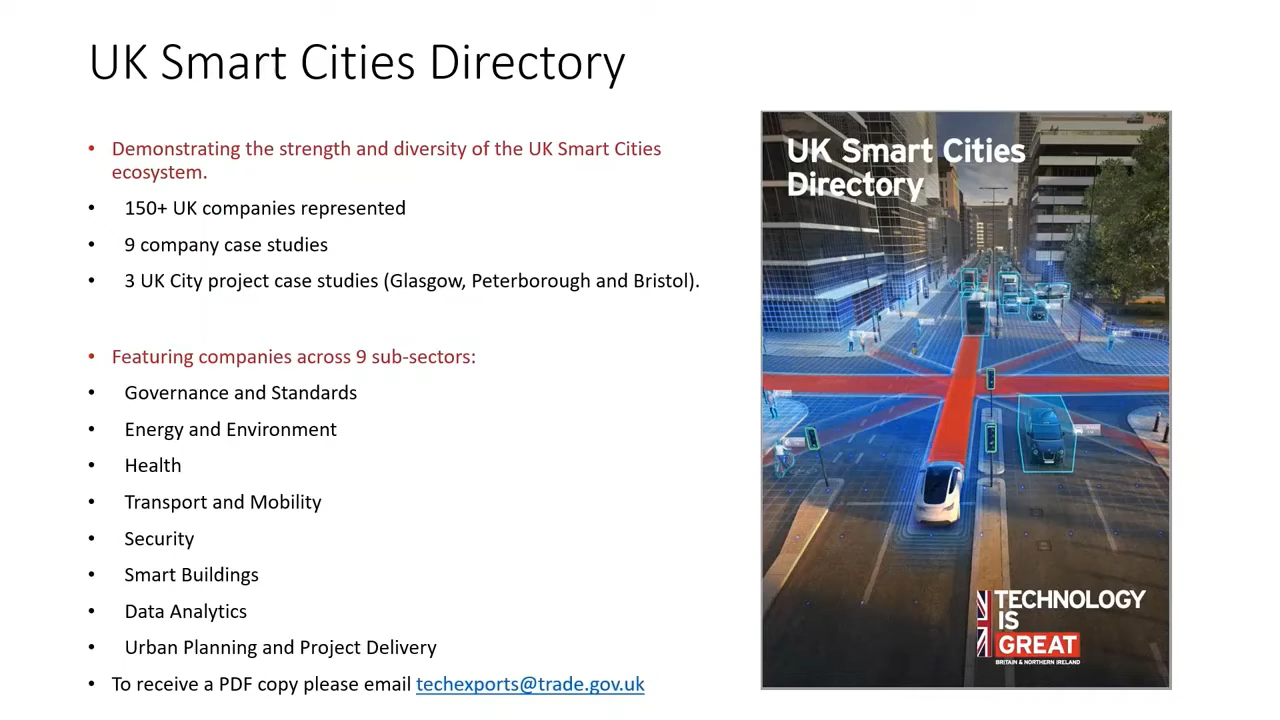 UK Smart Cities Directory
• Demonstrating the strength and diversity of the UK Smart Cities
ecosystem.
• 150+ UK companies represented
• 9 company case studies
• 3 UK City project case studies (Glasgow, Peterborough and Bristol).
• Featuring companies across 9 sub-sectors:
• Governance and Standards
• Energy and Environment
• Health
• Transport and Mobility
• Security
• Smart Buildings
• Data Analytics
• Urban Planning and Project Delivery
• To receive a PDF copy please email techexports@trade.gov.uk
UK Smart Cities
Directory
TECHNOLOGY
IS
GREAT
BRITAIN & NORTHERN IRELAND